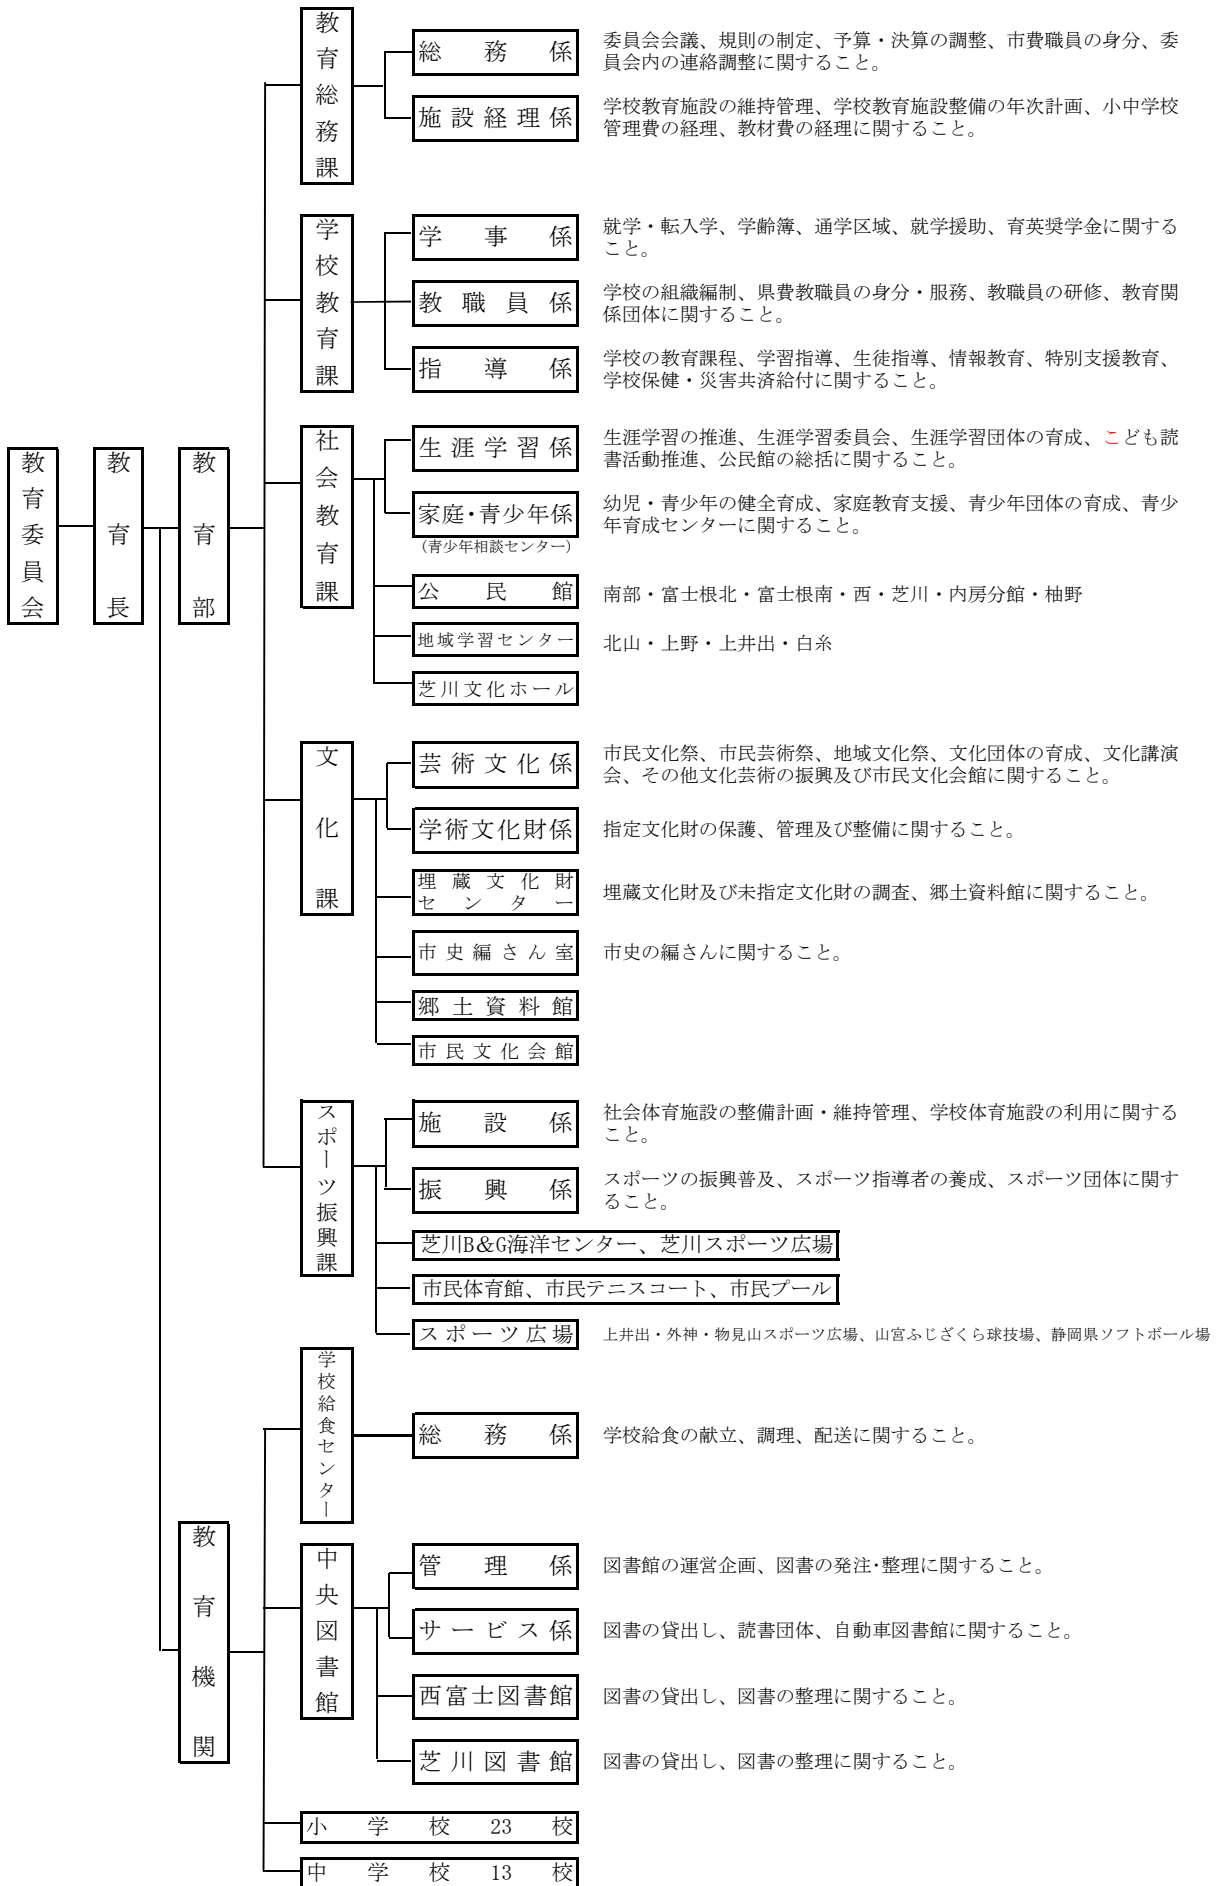 教育委員会
教育長
教育部
教育総務課
総務係
委員会会議、規則の制定、予算・決算の調整、市費職員の身分、委
員会内の連絡調整に関すること。
施設経理係
学校教育施設の維持管理、学校教育施設整備の年次計画、小中学校
管理費の経理、教材費の経理に関すること。
学校教育課
学事係
就学・転入学、学齢簿、通学区域、就学援助、育英奨学金に関する
こと。
教職員係
学校の組織編制、県費教職員の身分・服務、教職員の研修、教育関
係団体に関すること。
指導係
学校の教育課程、学習指導、生徒指導、情報教育、特別支援教育、
学校保健・災害共済給付に関すること。
社会教育課
生涯学習係
生涯学習の推進、生涯学習委員会、生涯学習団体の育成、こども読
書活動推進、公民館の総括に関すること。
家庭・青少年係
(青少年相談センター)
幼児・青少年の健全育成、家庭教育支援、青少年団体の育成、青少
年育成センターに関すること。
公民館
南部・富士根北・富士根南・西・芝川・内房分館・柚野
地域学習センター
北山・上野・上井出・白糸
芝川文化ホール
文化課
芸術文化係
市民文化祭、市民芸術祭、地域文化祭、文化団体の育成、文化講演
会、その他文化芸術の振興及び市民文化会館に関すること。
学術文化財係
指定文化財の保護、管理及び整備に関すること。
埋蔵文化財
センター
埋蔵文化財及び未指定文化財の調査、郷土資料館に関すること。
市史編さん室
市史の編さんに関すること。
郷土資料館
市民文化会館
スポーツ振興課
施設係
社会体育施設の整備計画・維持管理、学校体育施設の利用に関する
こと。
振興係
スポーツの振興普及、スポーツ指導者の養成、スポーツ団体に関す
ること。
芝川B&G海洋センター、芝川スポーツ広場
市民体育館、市民テニスコート、市民プール
スポーツ広場
上井出・外神・物見山スポーツ広場、山宮ふじざくら球技場、静岡県ソフトボール場
教育機関
学校給食センター
総務係
学校給食の献立、調理、配送に関すること。
中央図書館
管理係
図書館の運営企画、図書の発注・整理に関すること。
サービス係
図書の貸出し、読書団体、自動車図書館に関すること。
西富士図書館
図書の貸出し、図書の整理に関すること。
芝川図書館
図書の貸出し、図書の整理に関すること。
小学校23校
中学校13校